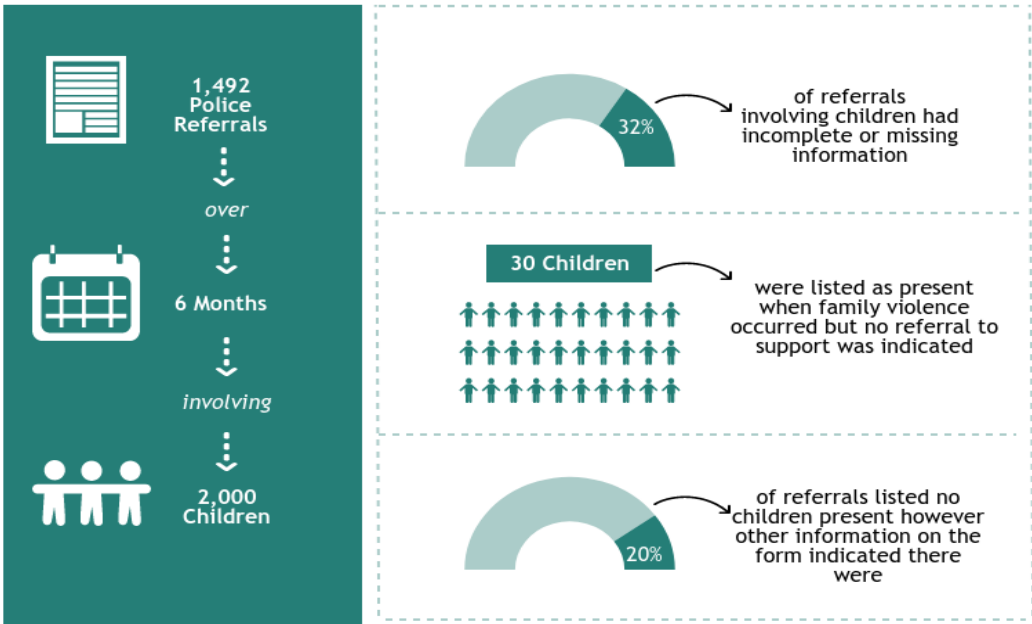 1,492
Police
Referrals
over
6 Months
involving
2,000
Children
32%
of referrals
involving children had
incomplete or missing
information
30 Children
were listed as present
when family violence
occurred but no referral to
support was indicated
20%
of referrals listed no
children present however
other information on the
form indicated there
were